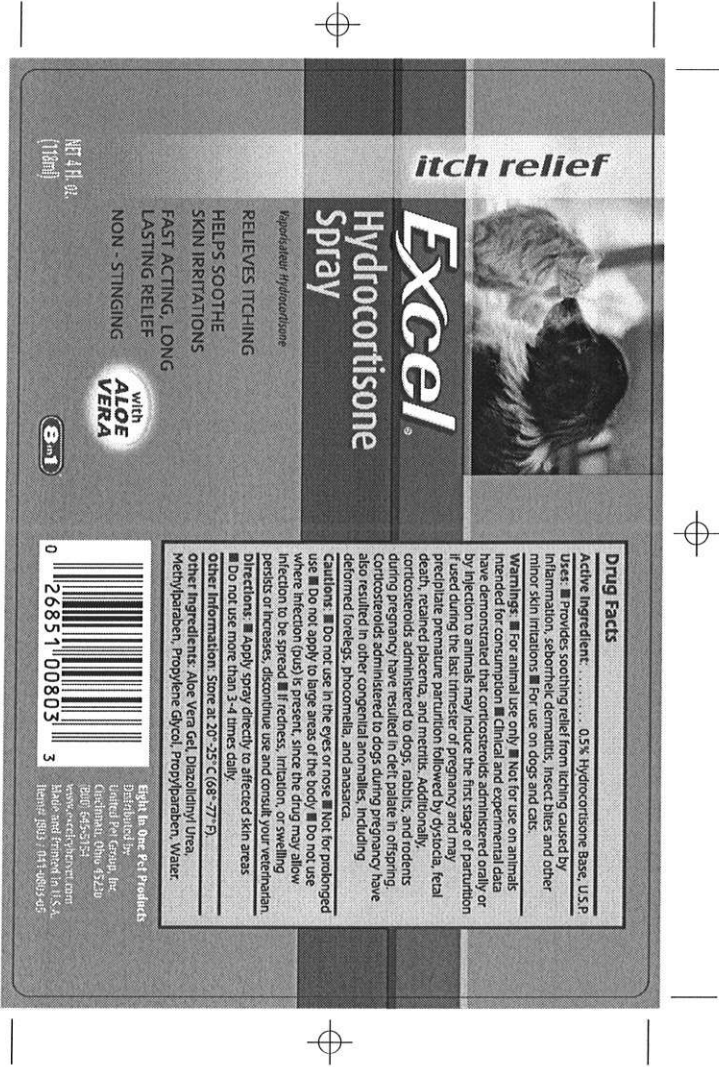 itch relief
Excel®
Hydrocortisone
Spray
Vaporisateur Hydrocortisone
RELIEVES ITCHING
HELPS SOOTHE
SKIN IRRITATIONS
FAST ACTING, LONG
LASTING RELIEF
NON - STINGING
with
ALOE
VERA
NET 4 Fl. oz.
(118ml)
8in1
Drug Facts
Active Ingredient: . . . . . . . . . 0.5% Hydrocortisone Base, U.S.P.
Uses: ■ Provides soothing relief from itching caused by
inflammation, seborrheic dermatitis, insect bites and other
minor skin irritations ■ For use on dogs and cats.
Warnings: ■ For animal use only ■ Not for use on animals
intended for consumption ■ Clinical and experimental data
have demonstrated that corticosteroids administered orally or
by injection to animals may induce the first stage of parturition
if used during the last trimester of pregnancy and may
precipitate premature parturition followed by dystocia, fetal
death, retained placenta, and metritis. Additionally,
corticosteroids administered to dogs, rabbits, and rodents
during pregnancy have resulted in cleft palate in offspring.
Corticosteroids administered to dogs during pregnancy have
also resulted in other congenital anomalies, including
deformed forelegs, phocomelia, and anasarca.
Cautions: ■ Do not use in the eyes or nose ■ Not for prolonged
use ■ Do not apply to large areas of the body ■ Do not use
where infection (pus) is present, since the drug may allow
infection to be spread ■ If redness, irritation, or swelling
persists or increases, discontinue use and consult your veterinarian.
Directions: ■ Apply spray directly to affected skin areas
■ Do not use more than 3-4 times daily.
Other Information: Store at 20°-25° C (68°-77° F).
Other Ingredients: Aloe Vera Gel, Diazolidinyl Urea,
Methylparaben, Propylene Glycol, Propylparaben, Water.
0 26851 00803 3
Eight In One Pet Products
Distributed by
United Pet Group, Inc.
Cincinnati, Ohio 45230
(800) 645-5154
Made and Printed in U.S.A.
Item# J803 / 041-0803-05